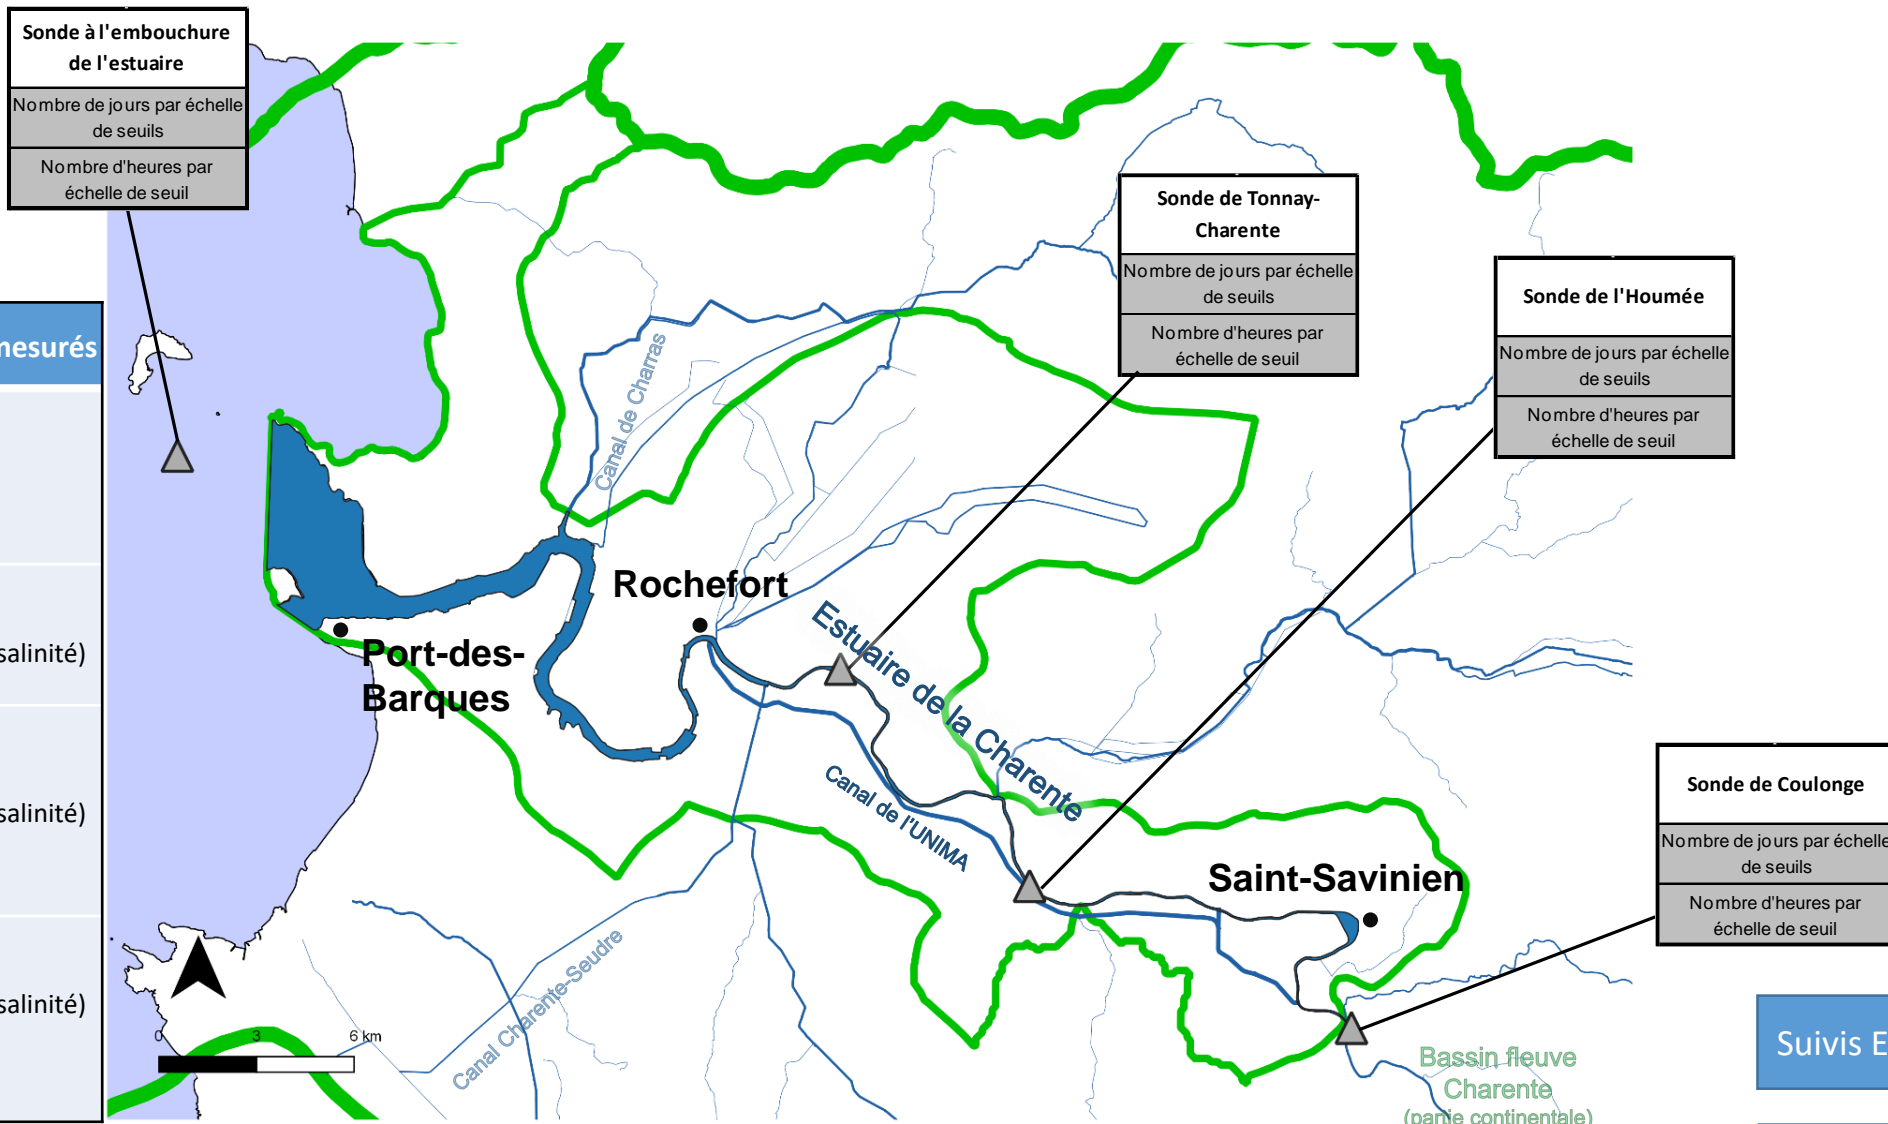 Sonde à l'embouchure
de l'estuaire
Nombre de jours par échelle
de seuils
Nombre d'heures par
échelle de seuil
Sonde de Tonnay-
Charente
Nombre de jours par échelle
de seuils
Nombre d'heures par
échelle de seuil
Sonde de l'Houmée
Nombre de jours par échelle
de seuils
Nombre d'heures par
échelle de seuil
mesurés
salinité)
salinité)
salinité)
Canal de Charras
Rochefort
Port-des-
Barques
Estuaire de la Charente
Canal de l'UNIMA
Saint-Savinien
Sonde de Coulonge
Nombre de jours par échelle
de seuils
Nombre d'heures par
échelle de seuil
Canal Charente-Seudre
0 3 6 km
Bassin fleuve
Charente
(partie continentale)
Suivis E